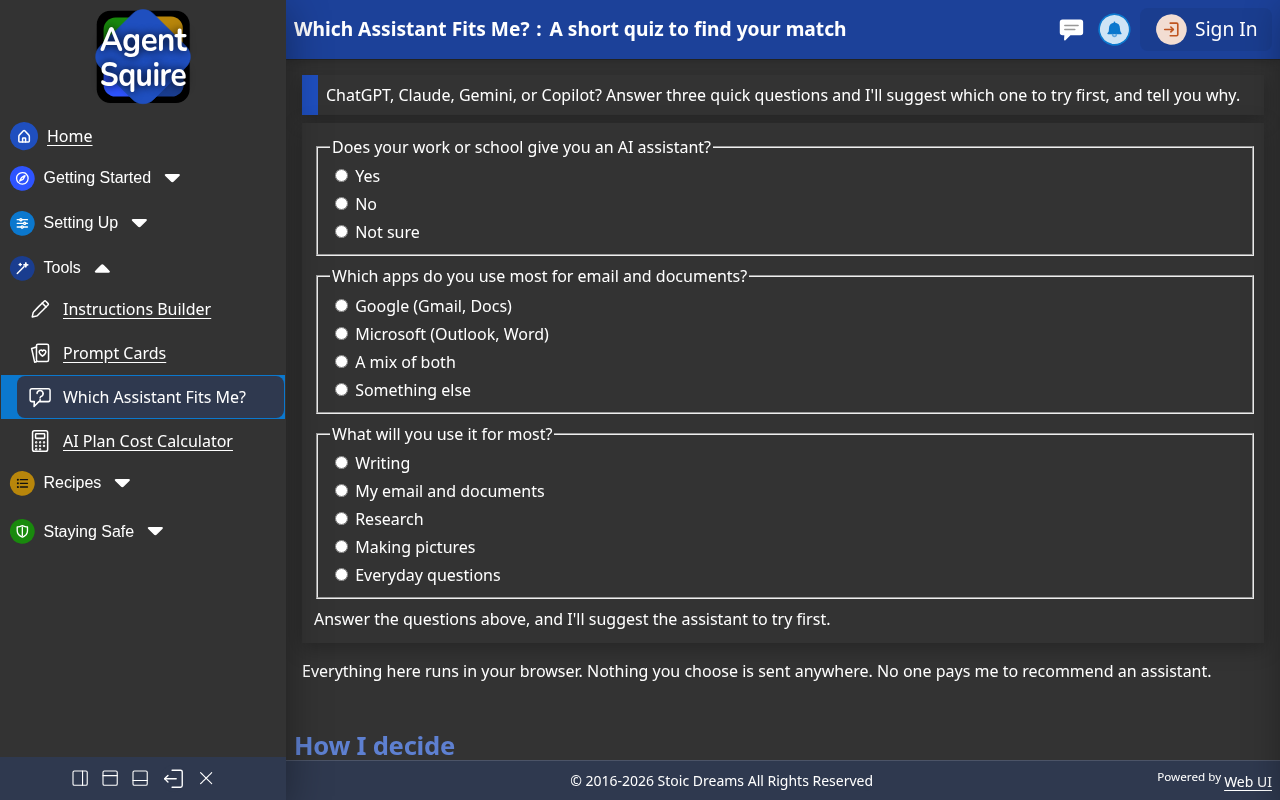 Agent
Squire
Home
Getting Started
Setting Up
Tools
Instructions Builder
Prompt Cards
Which Assistant Fits Me?
AI Plan Cost Calculator
Recipes
Staying Safe
Which Assistant Fits Me? : A short quiz to find your match
Sign In
ChatGPT, Claude, Gemini, or Copilot? Answer three quick questions and I'll suggest which one to try first, and tell you why.
Does your work or school give you an AI assistant?
Yes
No
Not sure
Which apps do you use most for email and documents?
Google (Gmail, Docs)
Microsoft (Outlook, Word)
A mix of both
Something else
What will you use it for most?
Writing
My email and documents
Research
Making pictures
Everyday questions
Answer the questions above, and I'll suggest the assistant to try first.
Everything here runs in your browser. Nothing you choose is sent anywhere. No one pays me to recommend an assistant.
How I decide
© 2016-2026 Stoic Dreams All Rights Reserved
Powered by Web UI